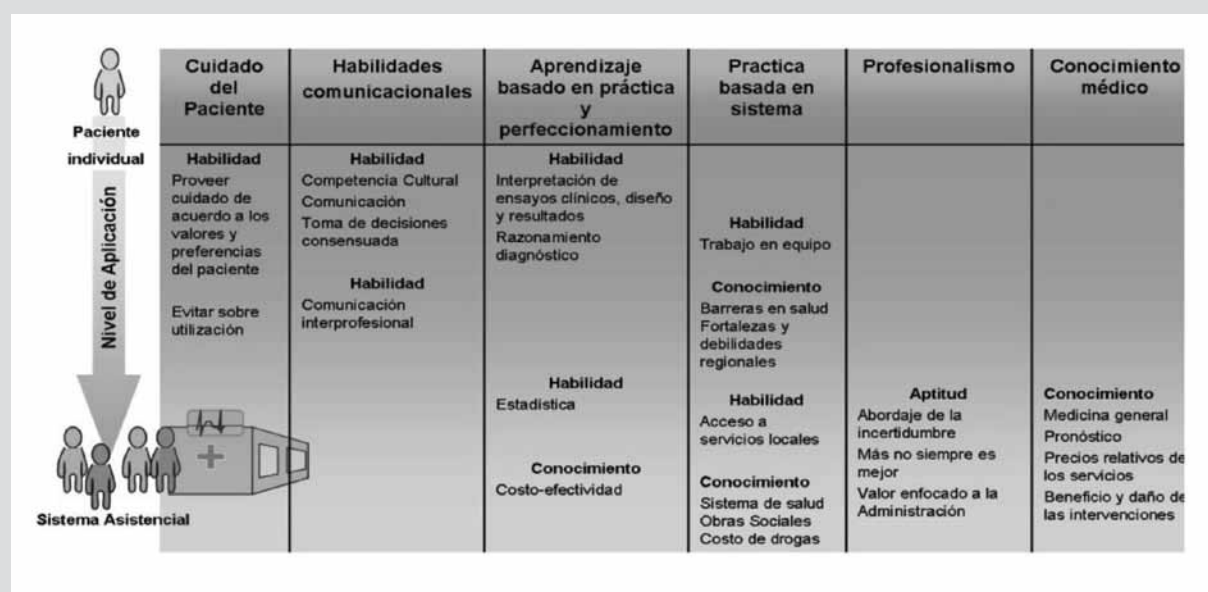 Paciente
individual
Nivel de Aplicación
Sistema Asistencial
Cuidado
del
Paciente
Habilidad
Proveer
cuidado de
acuerdo a los
valores y
preferencias
del paciente
Evitar sobre
utilización
Habilidades
comunicacionales
Habilidad
Competencia Cultural
Comunicación
Toma de decisiones
consensuada
Habilidad
Comunicación
interprofesional
Aprendizaje
basado en práctica
y
perfeccionamiento
Habilidad
Interpretación de
ensayos clínicos, diseño
y resultados
Razonamiento
diagnóstico
Habilidad
Estadística
Conocimiento
Costo-efectividad
Practica
basada en
sistema
Habilidad
Trabajo en equipo
Conocimiento
Barreras en salud
Fortalezas y
debilidades
regionales
Habilidad
Acceso a
servicios locales
Conocimiento
Sistema de salud
Obras Sociales
Costo de drogas
Profesionalismo
Aptitud
Abordaje de la
incertidumbre
Más no siempre es
mejor
Valor enfocado a la
Administración
Conocimiento
médico
Conocimiento
Medicina general
Pronóstico
Precios relativos de
los servicios
Beneficio y daño de
las intervenciones